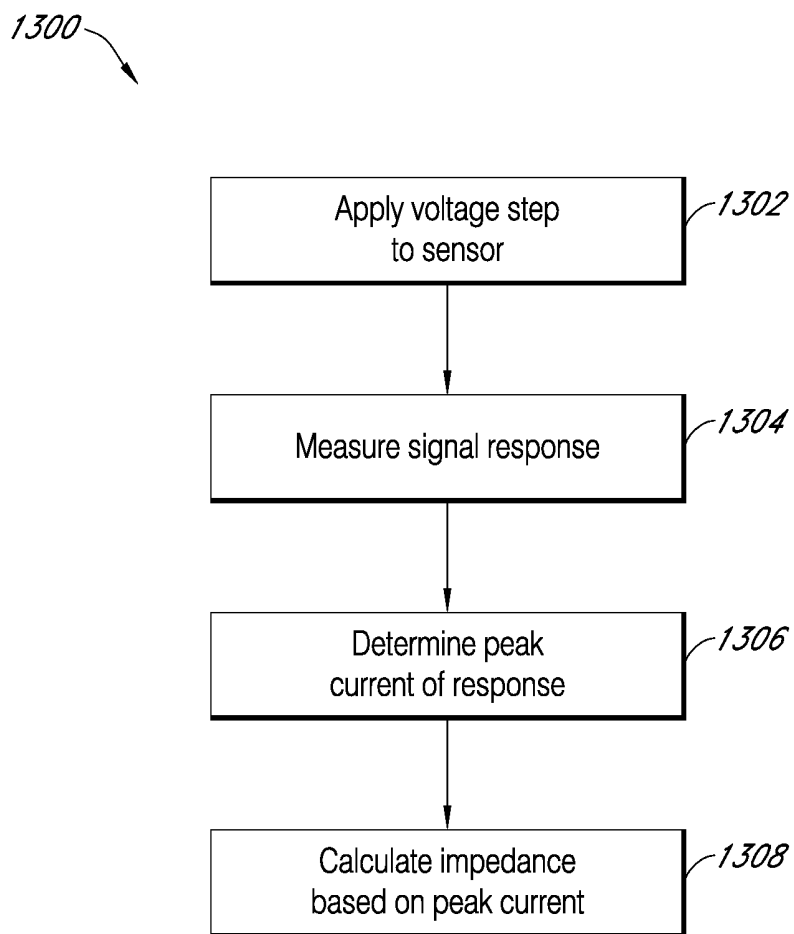 1300
Apply voltage step
to sensor
1302
Measure signal response
1304
Determine peak
current of response
1306
Calculate impedance
based on peak current
1308